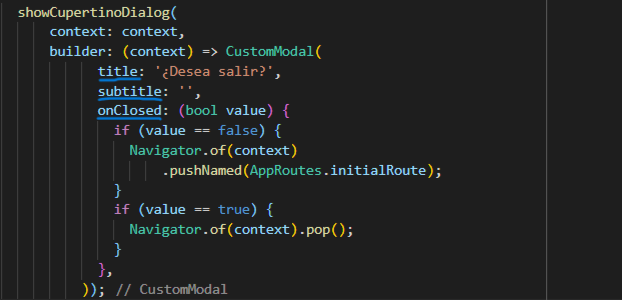 showCupertinoDialog(
context: context,
builder: (context) => CustomModal(
title: '¿Desea salir?',
subtitle: '',
onClosed: (bool value) {
if (value == false) {
Navigator.of(context)
.pushNamed(AppRoutes.initialRoute);
}
if (value == true) {
Navigator.of(context).pop();
}
},
)); // CustomModal